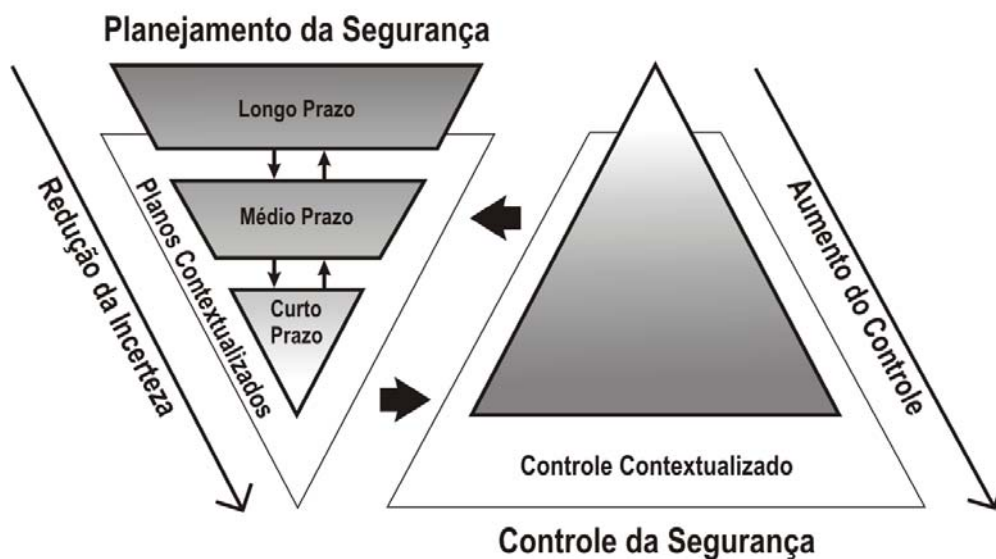 Planejamento da Segurança
Longo Prazo
Médio Prazo
Curto
Prazo
Planos Contextualizados
Redução da Incerteza
Aumento do Controle
Controle Contextualizado
Controle da Segurança